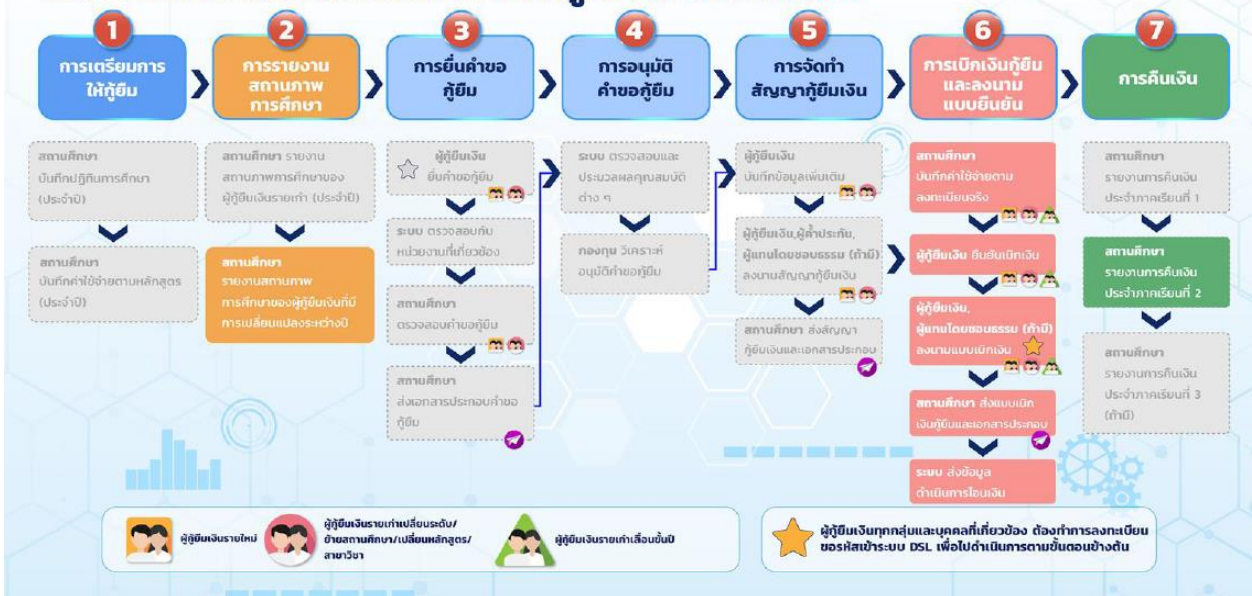 1
การเตรียมการ
ให้กู้ยืม
2
การรายงาน
สถานภาพ
การศึกษา
3
การยื่นคำขอ
กู้ยืม
4
การอนุมัติ
คำขอกู้ยืม
5
การจัดทำ
สัญญากู้ยืมเงิน
6
การเบิกเงินกู้ยืม
และลงนาม
แบบยืนยัน
7
การคืนเงิน
สถานศึกษา
บันทึกปฏิทินการศึกษา
(ประจำปี)
สถานศึกษา
บันทึกค่าใช้จ่ายตามหลักสูตร
(ประจำปี)
สถานศึกษา รายงาน
สถานภาพการศึกษาของ
ผู้กู้ยืมเงินรายเก่า (ประจำปี)
สถานศึกษา
รายงานสถานภาพ
การศึกษาของผู้กู้ยืมเงินที่มี
การเปลี่ยนแปลงระหว่างปี
ผู้กู้ยืมเงิน
ยื่นคำขอกู้ยืม
ระบบ ตรวจสอบกับ
หน่วยงานที่เกี่ยวข้อง
สถานศึกษา
ตรวจสอบคำขอกู้ยืม
สถานศึกษา
ส่งเอกสารประกอบคำขอ
กู้ยืม
ระบบ ตรวจสอบและ
ประมวลผลคุณสมบัติ
ต่าง ๆ
กองทุน วิเคราะห์
อนุมัติคำขอกู้ยืม
ผู้กู้ยืมเงิน
บันทึกข้อมูลเพิ่มเติม
ผู้กู้ยืมเงิน,ผู้ค้ำประกัน,
ผู้แทนโดยชอบธรรม (ถ้ามี)
ลงนามสัญญากู้ยืมเงิน
สถานศึกษา ส่งสัญญา
กู้ยืมเงินและเอกสารประกอบ
สถานศึกษา
บันทึกค่าใช้จ่ายตาม
ลงทะเบียนจริง
ผู้กู้ยืมเงิน ยืนยันเบิกเงิน
ผู้กู้ยืมเงิน,
ผู้แทนโดยชอบธรรม (ถ้ามี)
ลงนามแบบเบิกเงิน
สถานศึกษา ส่งแบบเบิก
เงินกู้ยืมและเอกสารประกอบ
ระบบ ส่งข้อมูล
ดำเนินการโอนเงิน
สถานศึกษา
รายงานการคืนเงิน
ประจำภาคเรียนที่ 1
สถานศึกษา
รายงานการคืนเงิน
ประจำภาคเรียนที่ 2
สถานศึกษา
รายงานการคืนเงิน
ประจำภาคเรียนที่ 3
(ถ้ามี)
ผู้กู้ยืมเงินรายใหม่
ผู้กู้ยืมเงินรายเก่าเปลี่ยนระดับ/
ย้ายสถานศึกษา/เปลี่ยนหลักสูตร/
สาขาวิชา
ผู้กู้ยืมเงินรายเก่าเลื่อนชั้นปี
ผู้กู้ยืมเงินทุกกลุ่มและบุคคลที่เกี่ยวข้อง ต้องทำการลงทะเบียน
ขอรหัสเข้าระบบ DSL เพื่อไปดำเนินการตามขั้นตอนข้างต้น